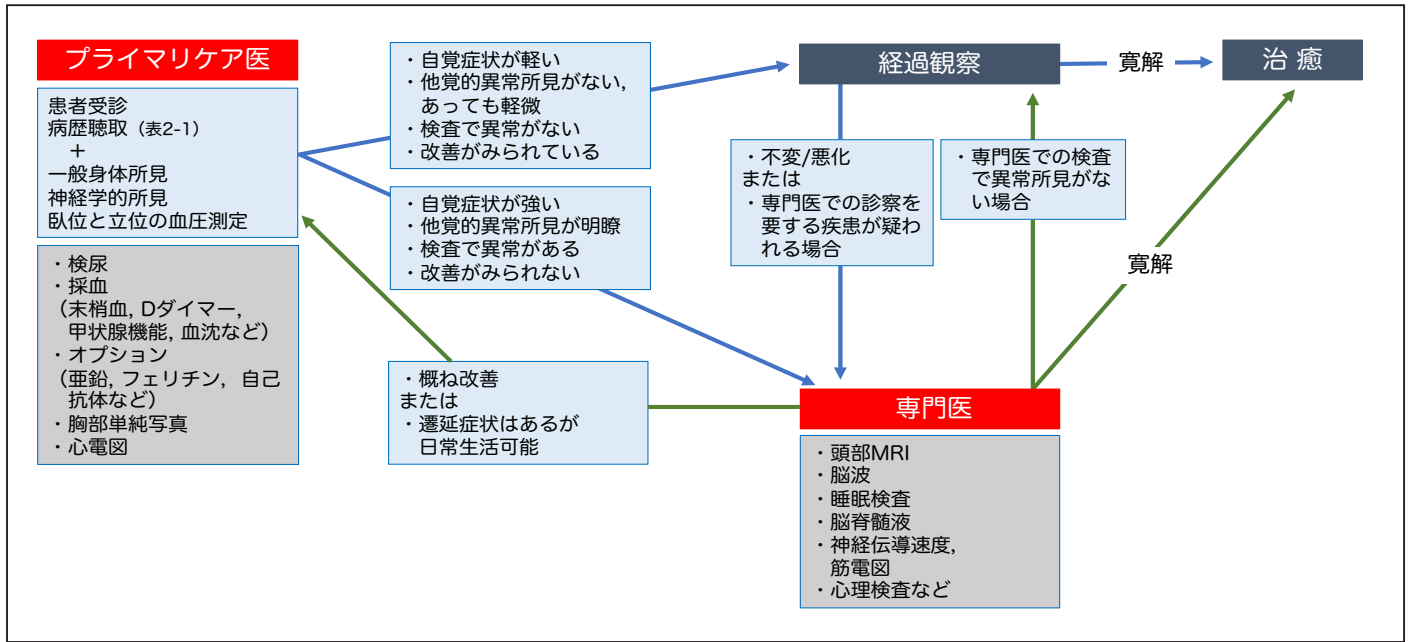 プライマリケア医
患者受診
病歴聴取（表2-1）
＋
一般身体所見
神経学的所見
臥位と立位の血圧測定
・検尿
・採血
（末梢血, Dダイマー,
甲状腺機能, 血沈など）
・オプション
（亜鉛, フェリチン, 自己
抗体など）
・胸部単純写真
・心電図
・自覚症状が軽い
・他覚的異常所見がない,
あっても軽微
・検査で異常がない
・改善がみられている
・自覚症状が強い
・他覚的異常所見が明瞭
・検査で異常がある
・改善がみられない
・概ね改善
または
・遷延症状はあるが
日常生活可能
経過観察
寛解
治 癒
・不変/悪化
または
・専門医での診察を
要する疾患が疑わ
れる場合
・専門医での検査
で異常所見がな
い場合
寛解
専門医
・頭部MRI
・脳波
・睡眠検査
・脳脊髄液
・神経伝導速度,
筋電図
・心理検査など